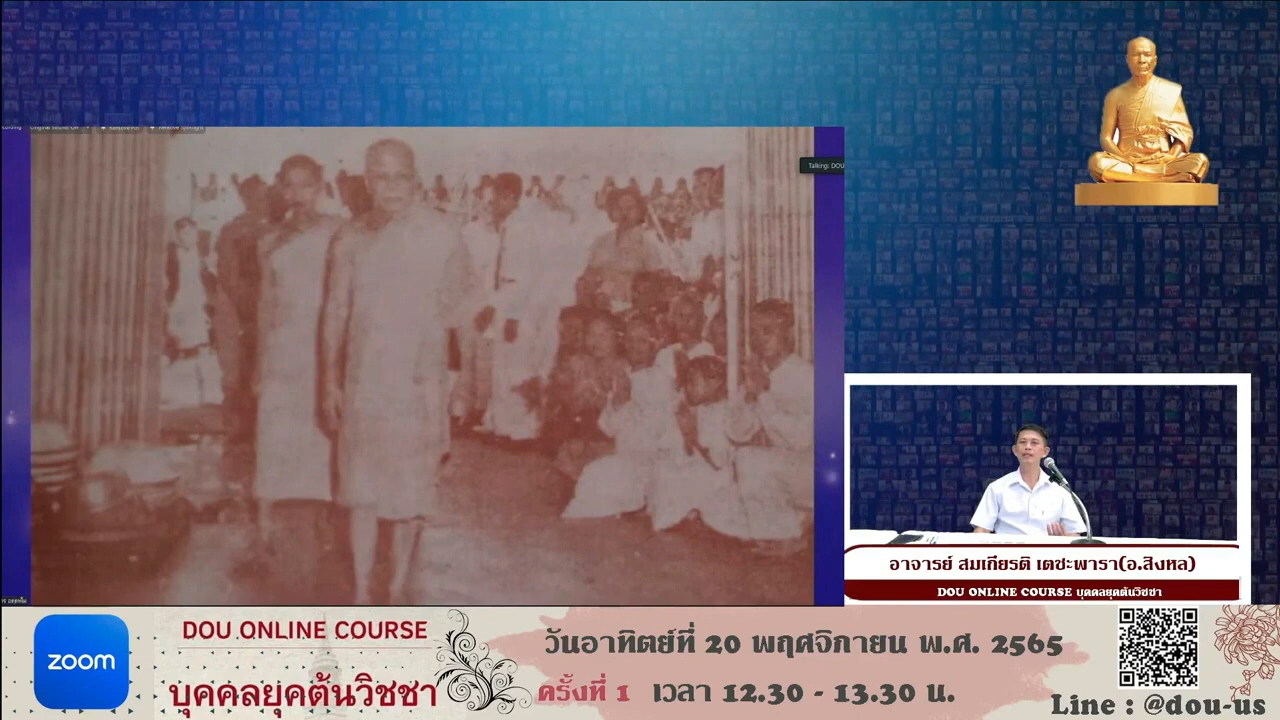 Talking: DOU
อาจารย์ สมเกียรติ เตชะพารา(อ.สิงหล)
DOU ONLINE COURSE บุคคลยุคต้นวิชชา
zoom
DOU ONLINE COURSE
บุคคลยุคต้นวิชชา
วันอาทิตย์ที่ 20 พฤศจิกายน พ.ศ. 2565
ครั้งที่ 1 เวลา 12.30 - 13.30 น.
Line : @dou-us